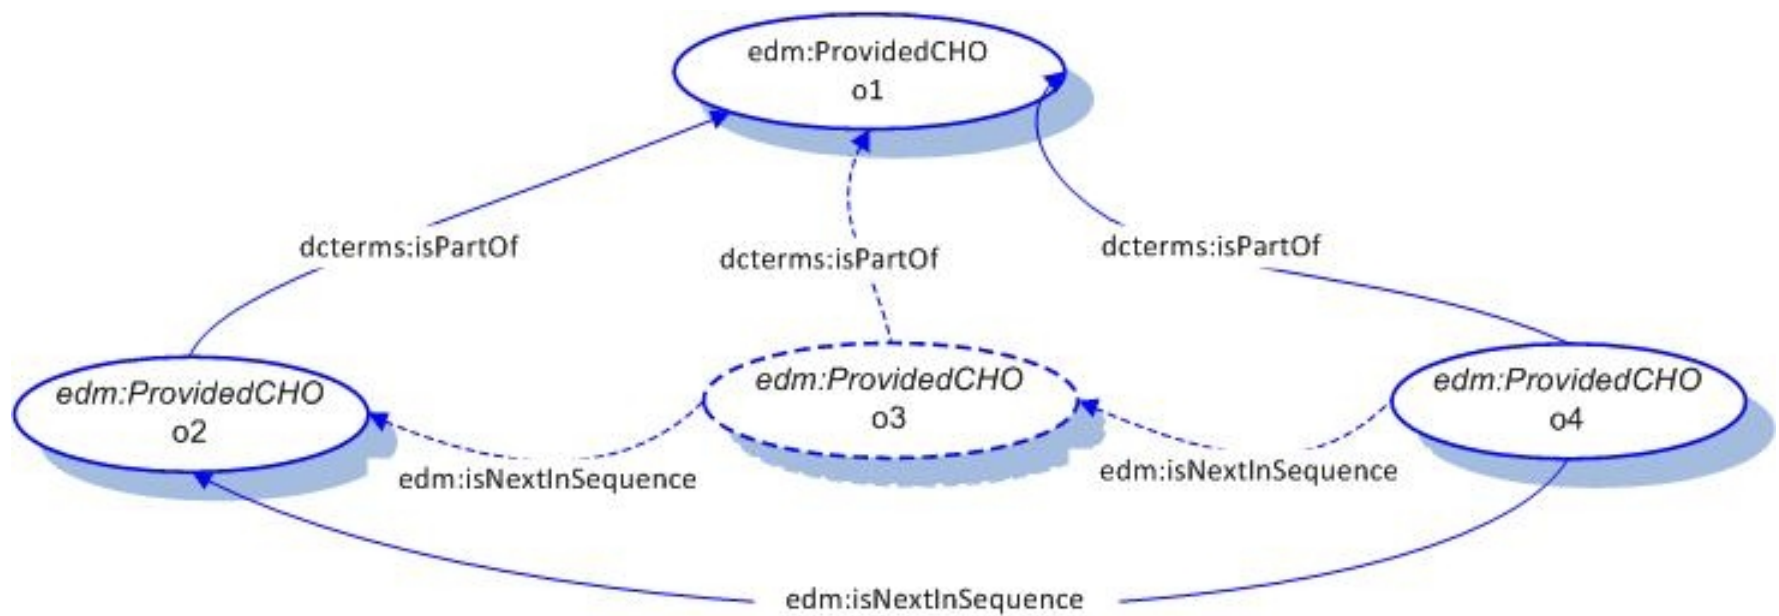 edm:ProvidedCHO
o1
dcterms:isPartOf
dcterms:isPartOf
dcterms:isPartOf
edm:ProvidedCHO
o2
edm:ProvidedCHO
o3
edm:ProvidedCHO
o4
edm:isNextInSequence
edm:isNextInSequence
edm:isNextInSequence